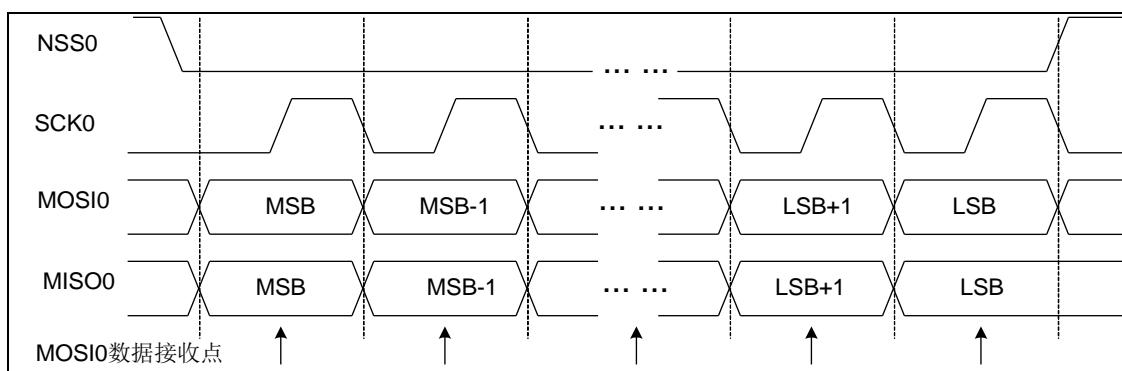 NSS0
... ...
SCK0
... ...
MOSI0 MSB MSB-1 ... ... LSB+1 LSB
MISO0 MSB MSB-1 ... ... LSB+1 LSB
MOSI0数据接收点